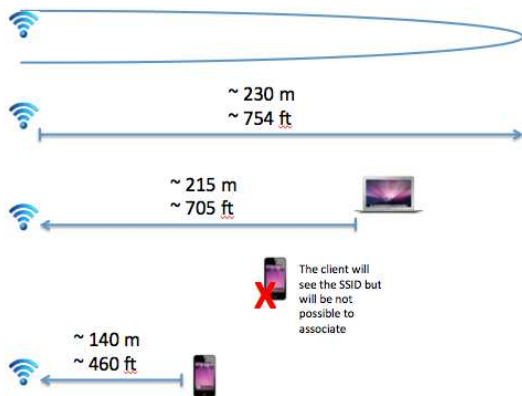 ~ 230 m
~ 754 ft
~ 215 m
~ 705 ft
The client will
see the SSID but
will be not
possible to
associate
X
~ 140 m
~ 460 ft